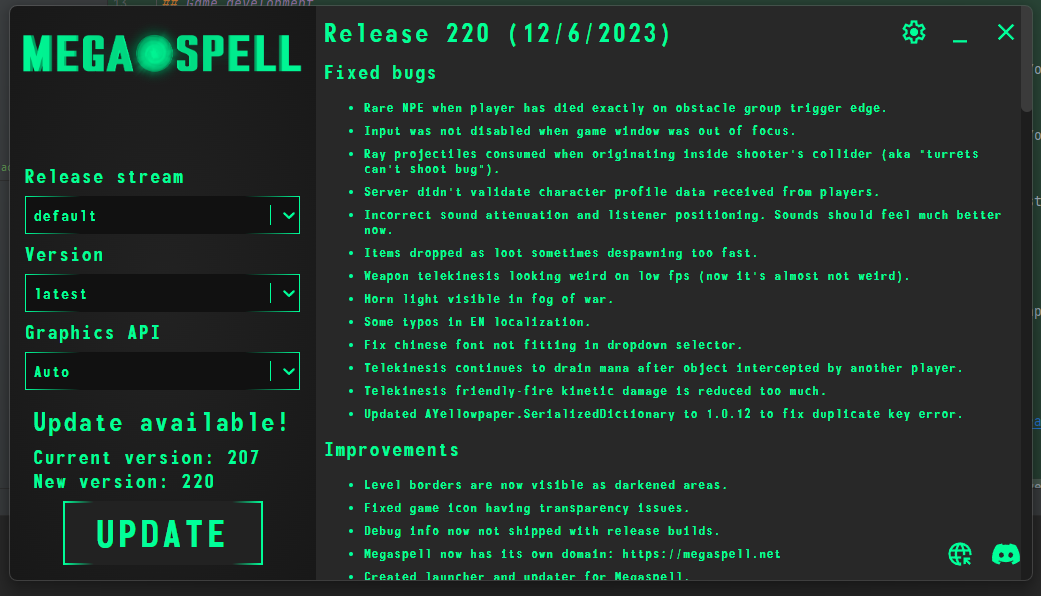 ## Game development
MEGASPELL
Release stream
default
Version
latest
Graphics API
Auto
Update available!
Current version: 207
New version: 220
UPDATE
Release 220 (12/6/2023)
Fixed bugs
• Rare NPE when player has died exactly on obstacle group trigger edge.
• Input was not disabled when game window was out of focus.
• Ray projectiles consumed when originating inside shooter's collider (aka "turrets
can't shoot bug").
• Server didn't validate character profile data received from players.
• Incorrect sound attenuation and listener positioning. Sounds should feel much better
now.
• Items dropped as loot sometimes despawning too fast.
• Weapon telekinesis looking weird on low fps (now it's almost not weird).
• Horn light visible in fog of war.
• Some typos in EN localization.
• Fix chinese font not fitting in dropdown selector.
• Telekinesis continues to drain mana after object intercepted by another player.
• Telekinesis friendly-fire kinetic damage is reduced too much.
• Updated AYellowpaper.SerializedDictionary to 1.0.12 to fix duplicate key error.
Improvements
• Level borders are now visible as darkened areas.
• Fixed game icon having transparency issues.
• Debug info now not shipped with release builds.
• Megaspell now has its own domain: https://megaspell.net
• Created launcher and updater for Megaspell.